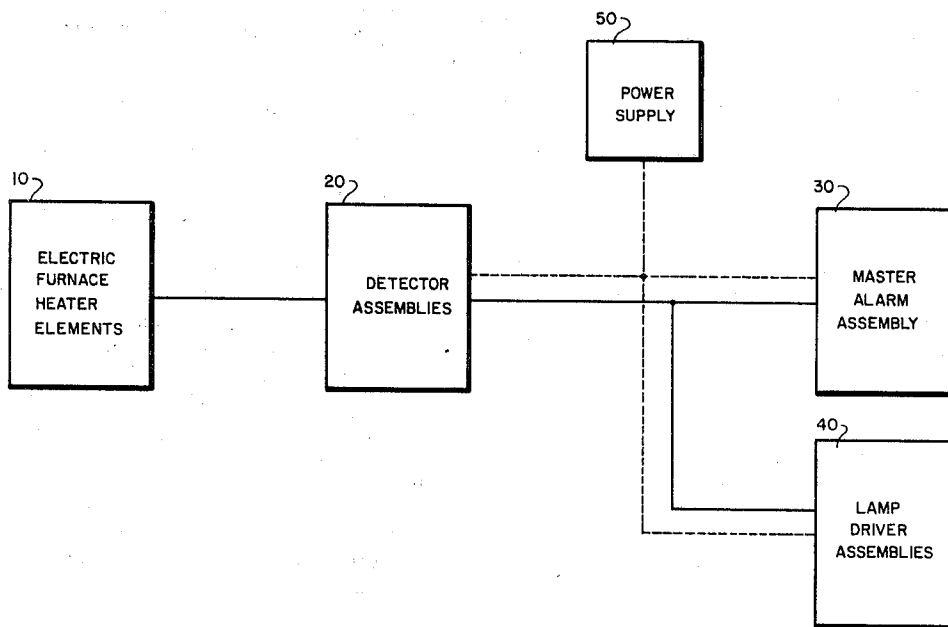 50
POWER
SUPPLY
10
ELECTRIC
FURNACE
HEATER
ELEMENTS
20
DETECTOR
ASSEMBLIES
30
MASTER
ALARM
ASSEMBLY
40
LAMP
DRIVER
ASSEMBLIES